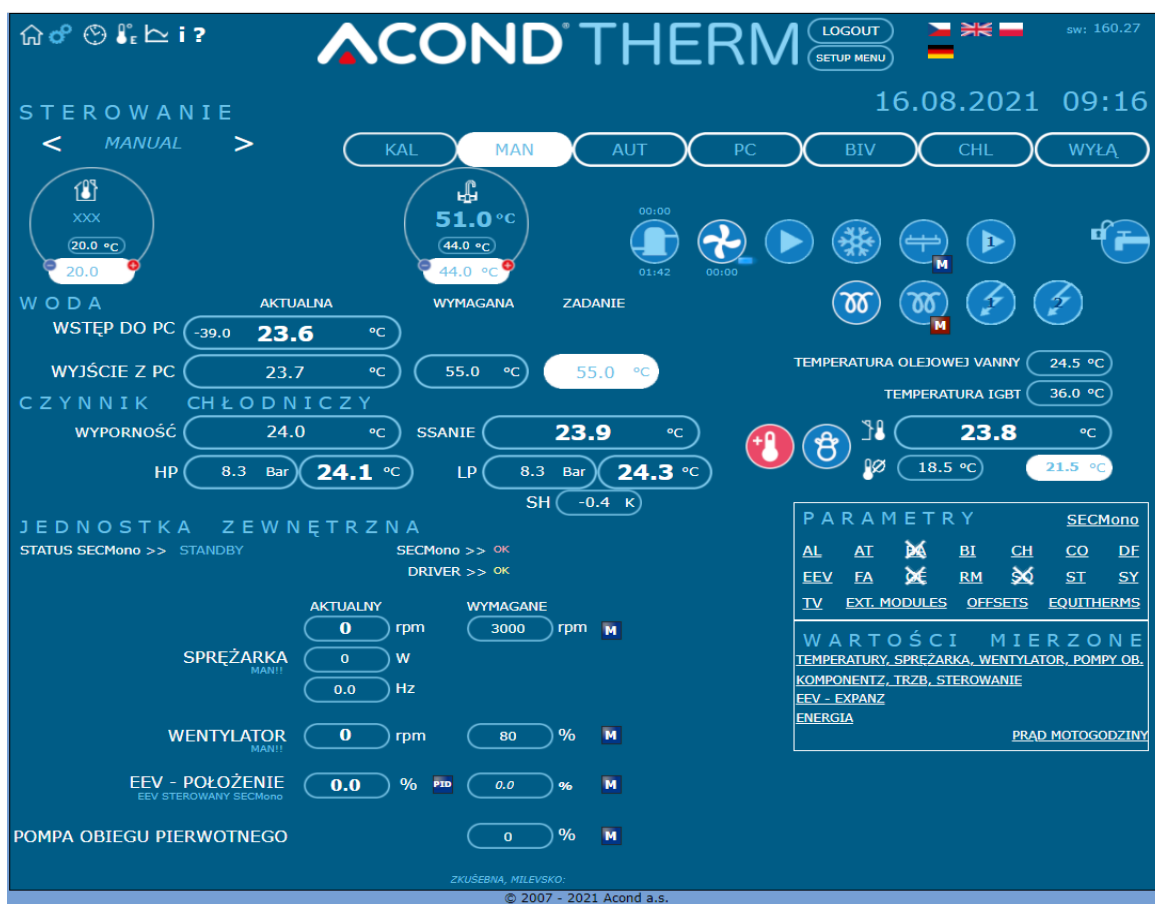 E i ?
ACOND® THERM
LOGOUT
SETUP MENU
sw: 160.27
16.08.2021 09:16
STEROWANIE
< MANUAL >
KAL MAN AUT PC BIV CHL WYŁĄ
XXX
20.0 °C
- +
20.0
51.0 °C
44.0 °C
- +
44.0 °C
00:00
01:42 00:00
1
M
1 2
M
WODA AKTUALNA WYMAGANA ZADANIE
WSTĘP DO PC -39.0 23.6 °C
WYJŚCIE Z PC 23.7 °C 55.0 °C 55.0 °C
TEMPERATURA OLEJOWEJ VANNY 24.5 °C
TEMPERATURA IGBT 36.0 °C
CZYNNIK CHŁODNICZY
WYPORNOŚĆ 24.0 °C SSANIE 23.9 °C
HP 8.3 Bar 24.1 °C LP 8.3 Bar 24.3 °C
SH -0.4 K
+
23.8 °C
18.5 °C 21.5 °C
JEDNOSTKA ZEWNĘTRZNA
STATUS SECMono >> STANDBY SECMono >> OK
DRIVER >> OK
AKTUALNY WYMAGANE
0 rpm 3000 rpm M
SPRĘŻARKA 0 W
MAN!!
0.0 Hz
WENTYLATOR 0 rpm 80 % M
MAN!!
EEV - POŁOŻENIE 0.0 % PID 0.0 % M
EEV STEROWANY SECMono
POMPA OBIEGU PIERWOTNEGO 0 % M
PARAMETRY SECMono
AL AT BI CH CO DE
EEV FA RM ST SY
TV EXT. MODULES OFFSETS EQUITHERMS
WARTOŚCI MIERZONE
TEMPERATURY, SPRĘŻARKA, WENTYLATOR, POMPY OB.
KOMPONENTZ, TRZB, STEROWANIE
EEV - EXPANZ
ENERGIA
PRĄD MOTOGODZINY
ZKUŠEBNA, MILEVSKO:
© 2007 - 2021 Acond a.s.